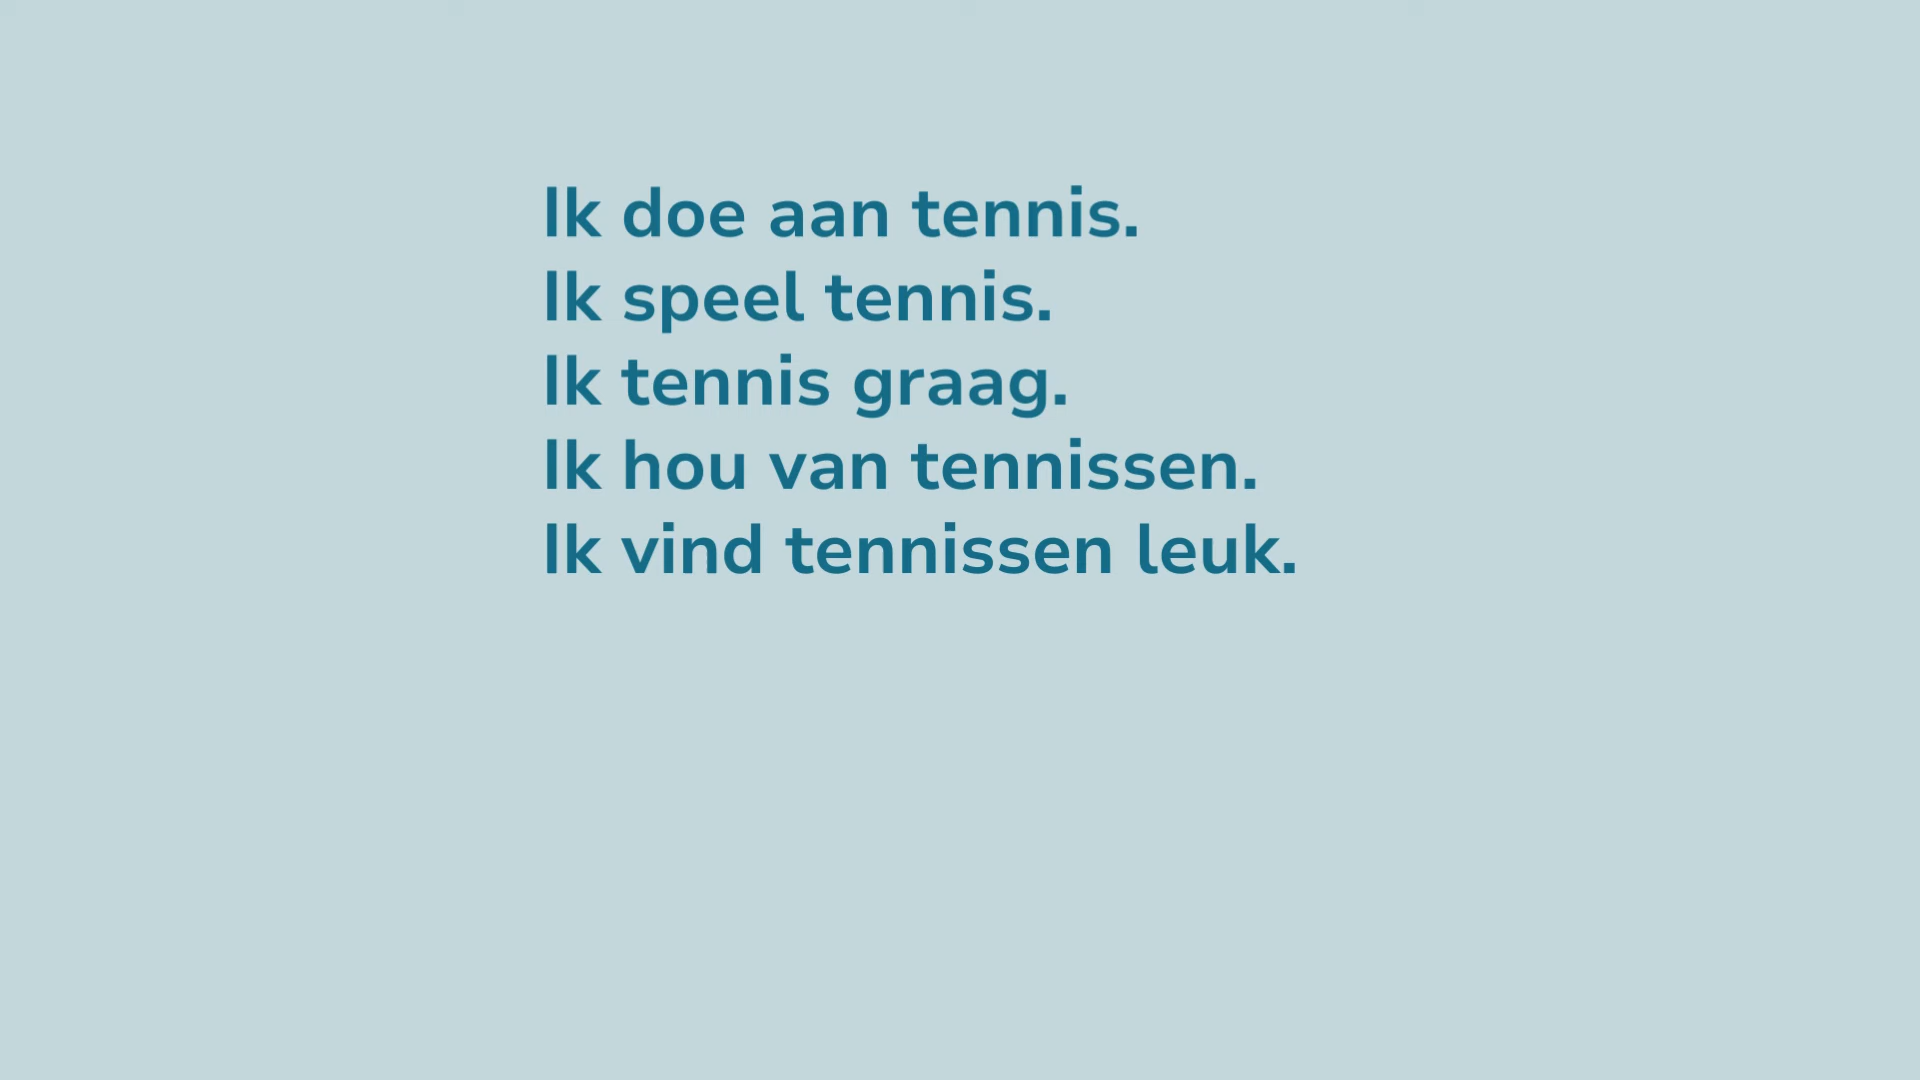 Ik doe aan tennis.
Ik speel tennis.
Ik tennis graag.
Ik hou van tennissen.
Ik vind tennissen leuk.